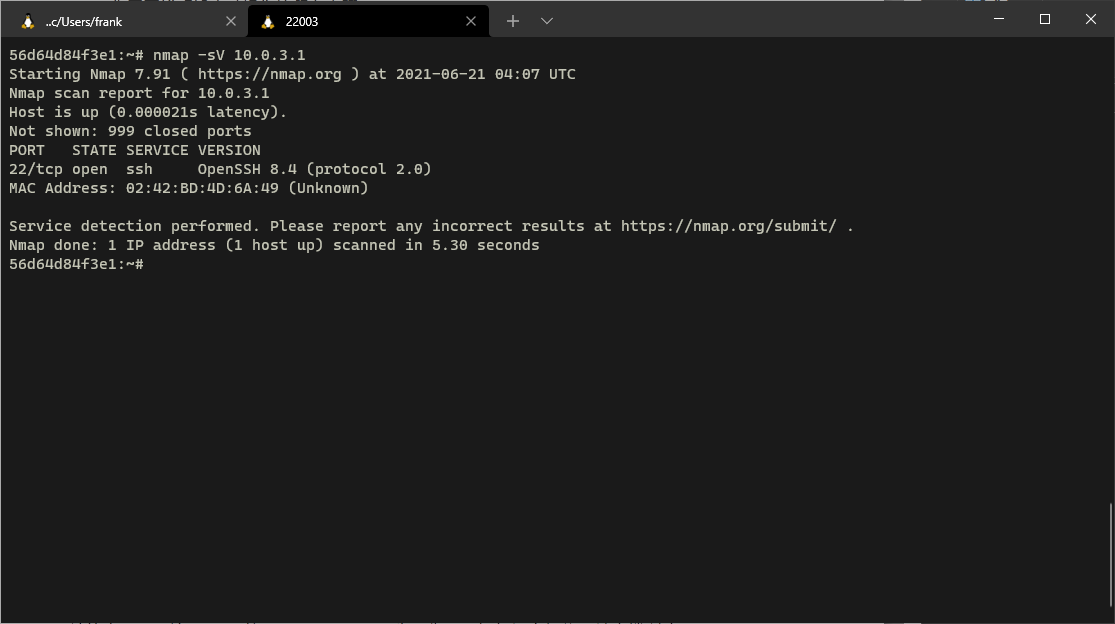 ..c/Users/frank
22003
56d64d84f3e1:~# nmap -sV 10.0.3.1
Starting Nmap 7.91 ( https://nmap.org ) at 2021-06-21 04:07 UTC
Nmap scan report for 10.0.3.1
Host is up (0.000021s latency).
Not shown: 999 closed ports
PORT   STATE SERVICE VERSION
22/tcp open  ssh     OpenSSH 8.4 (protocol 2.0)
MAC Address: 02:42:BD:4D:6A:49 (Unknown)
Service detection performed. Please report any incorrect results at https://nmap.org/submit/ .
Nmap done: 1 IP address (1 host up) scanned in 5.30 seconds
56d64d84f3e1:~#